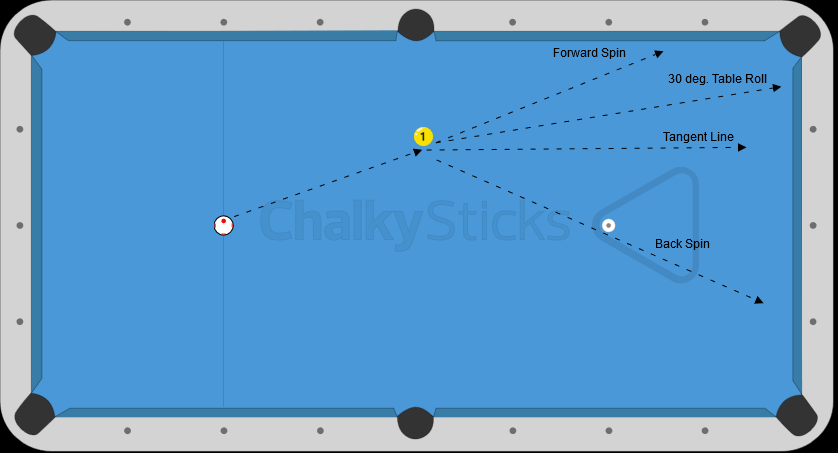 Forward Spin
30 deg. Table Roll
1
Tangent Line
ChalkySticks
Back Spin